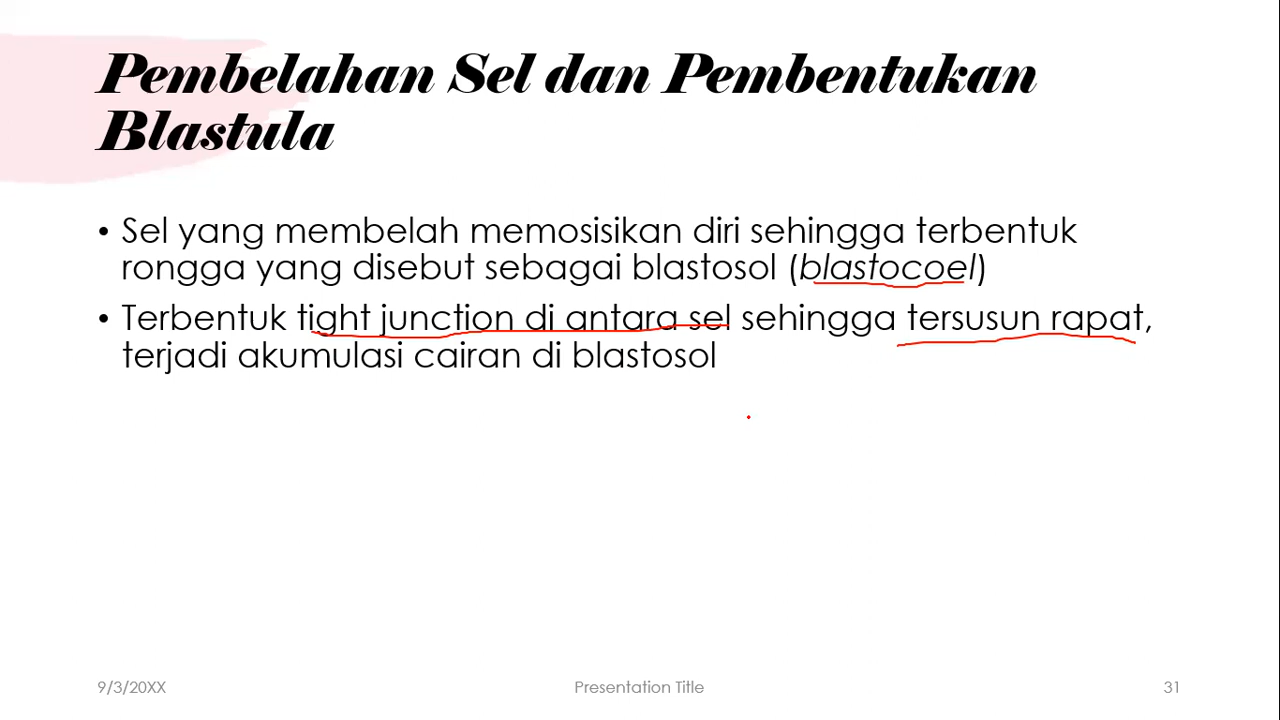 Pembelahan Sel dan Pembentukan
Blastula
• Sel yang membelah memosisikan diri sehingga terbentuk
rongga yang disebut sebagai blastosol (blastocoel)
• Terbentuk tight junction di antara sel sehingga tersusun rapat,
terjadi akumulasi cairan di blastosol
9/3/20XX
Presentation Title
31